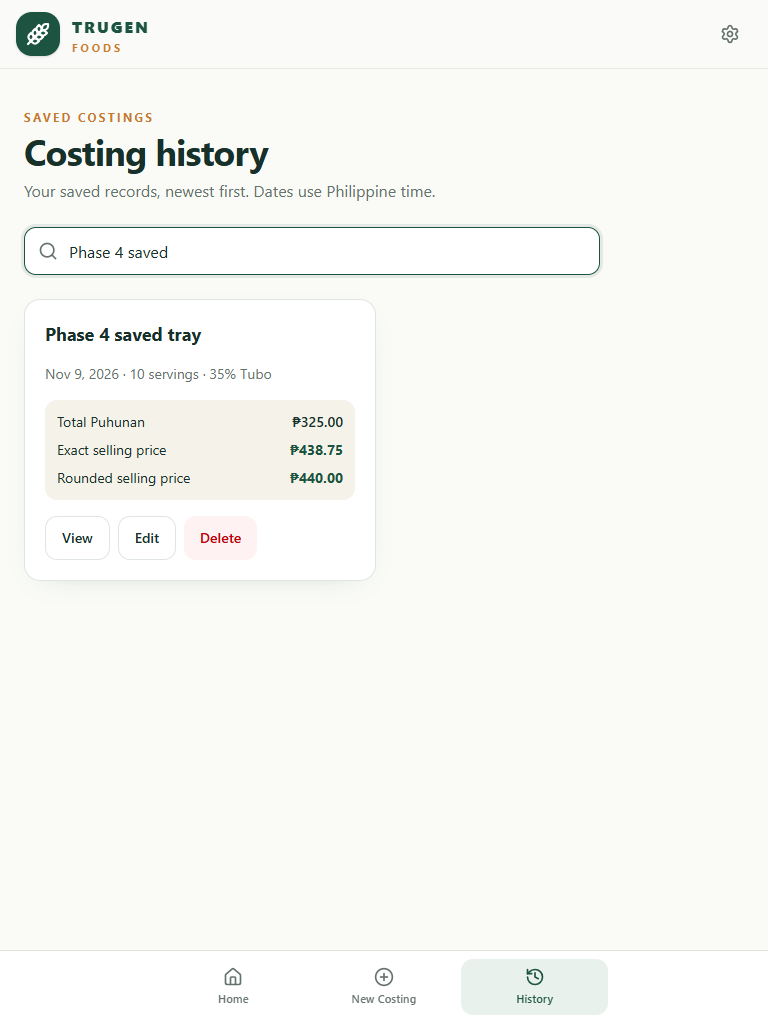 TRUGEN
FOODS
SAVED COSTINGS
Costing history
Your saved records, newest first. Dates use Philippine time.
Phase 4 saved
Phase 4 saved tray
Nov 9, 2026 · 10 servings · 35% Tubo
Total Puhunan ₱325.00
Exact selling price ₱438.75
Rounded selling price ₱440.00
View Edit Delete
Home New Costing History